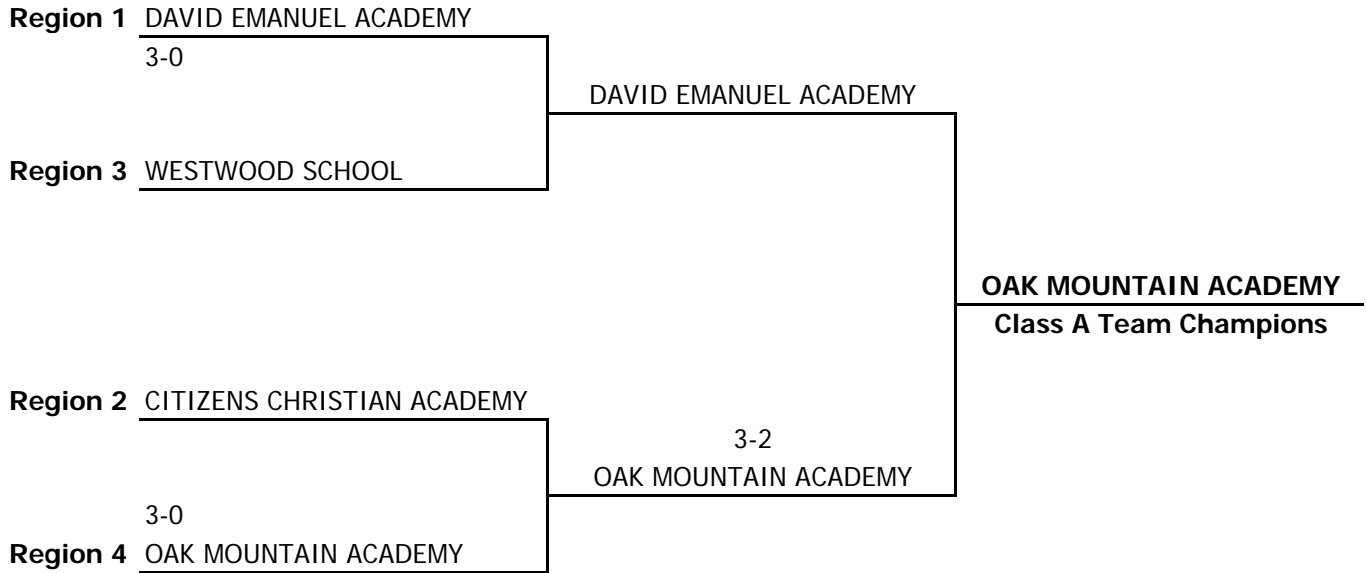 Region 1 DAVID EMANUEL ACADEMY
3-0
DAVID EMANUEL ACADEMY
Region 3 WESTWOOD SCHOOL
OAK MOUNTAIN ACADEMY
Class A Team Champions
Region 2 CITIZENS CHRISTIAN ACADEMY
3-2
OAK MOUNTAIN ACADEMY
3-0
Region 4 OAK MOUNTAIN ACADEMY